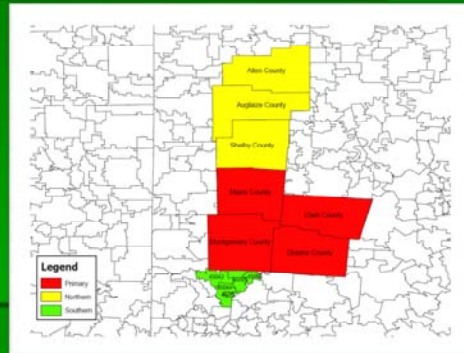 Allen County
Auglaize County
Shelby County
Miami County
Clark County
Montgomery County
Greene County
Legend
Primary
Northern
Southern